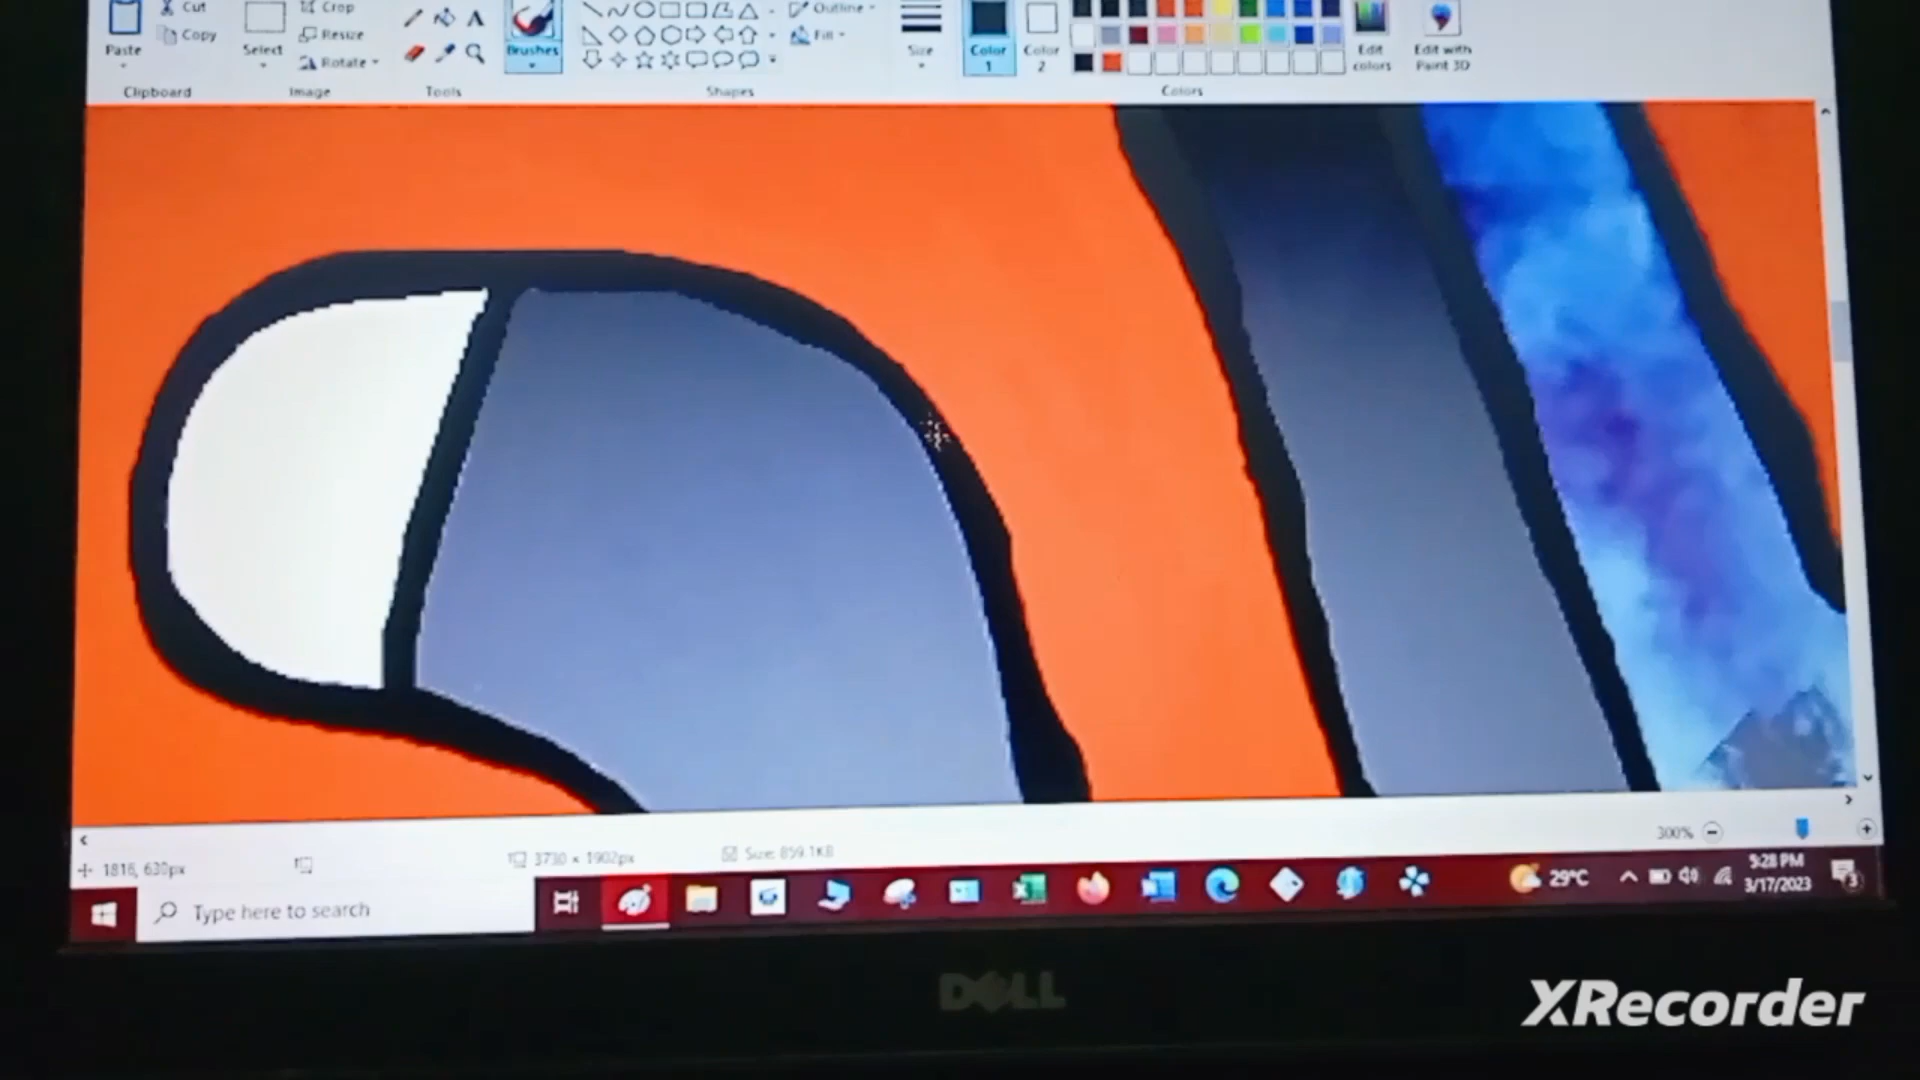 Cut
Crop
Outline
Copy
Resize
Fill
Paste
Select
Rotate
Brushes
Size
Color 1
Color 2
Edit colors
Edit with Paint 3D
Clipboard
Image
Tools
Shapes
Colors
300%
1816, 630px
3730 × 1902px
Size: 859.1KB
Type here to search
29°C
5:28 PM
3/17/2023
3
DELL
XRecorder